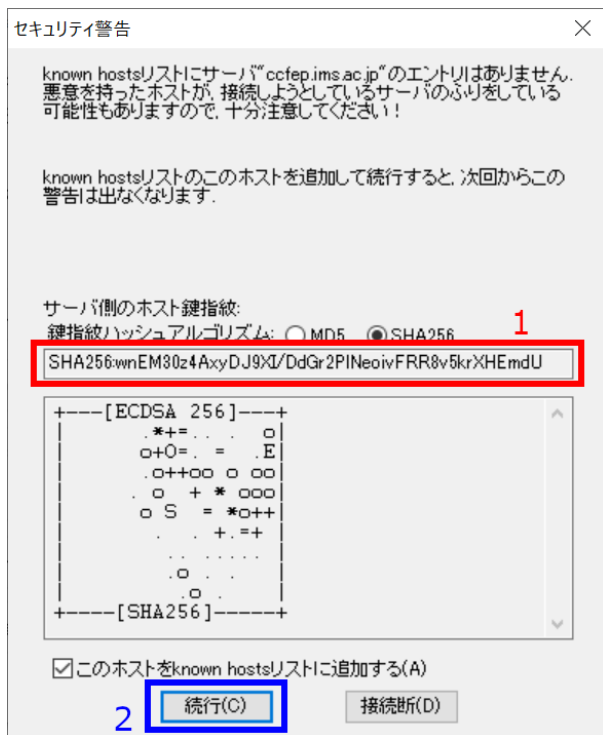 セキュリティ警告
known hostsリストにサーバ"ccfep.ims.ac.jp"のエントリはありません.
悪意を持ったホストが, 接続しようとしているサーバのふりをしている
可能性もありますので, 十分注意してください!
known hostsリストのこのホストを追加して続行すると, 次回からこの
警告は出なくなります.
サーバ側のホスト鍵指紋:
鍵指紋ハッシュアルゴリズム: MD5 SHA256
1
SHA256:wnEM30z4AxyDJ9XI/DdGr2PINeoivFRR8v5krXHEmdU
+---[ECDSA 256]---+
|       .*+=.. .  o|
|      o+O=. =  .E|
|       .o++oo o oo|
|      . o  + * ooo|
|       o S  = *o++|
|        .  . +.=+ |
|         .. ..... |
|         .o . .   |
|          .o .    |
+----[SHA256]-----+
このホストをknown hostsリストに追加する(A)
2
続行(C) 接続断(D)